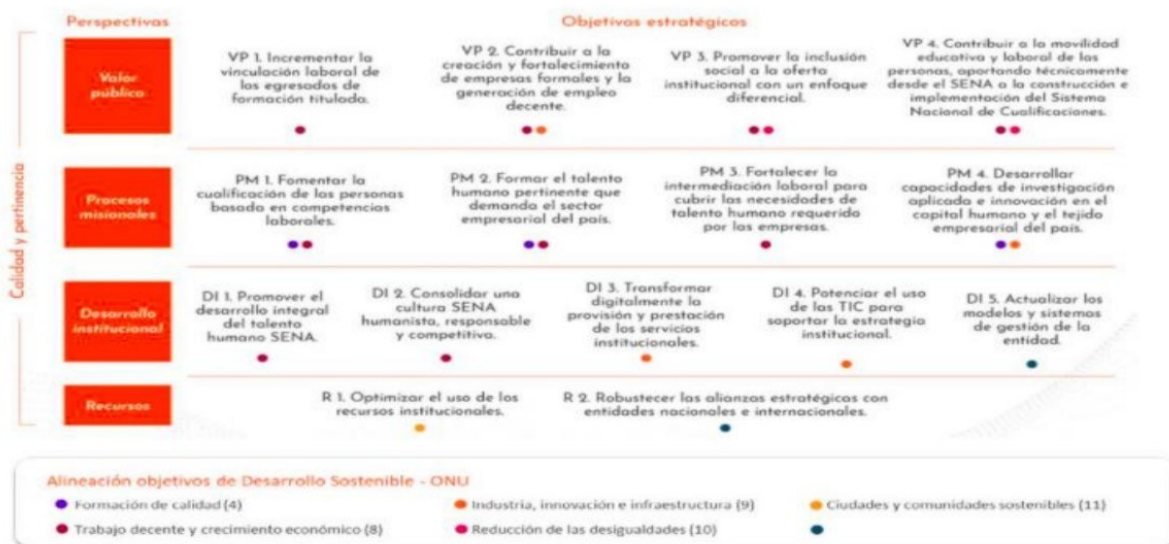 Perspectivas
Objetivos estratégicos
Calidad y pertinencia
Valor
público
VP 1. Incrementar la
vinculación laboral de
los egresados de
formación titulada.
VP 2. Contribuir a la
creación y fortalecimiento
de empresas formales y la
generación de empleo
decente.
VP 3. Promover la inclusión
social a la oferta
institucional con un enfoque
diferencial.
VP 4. Contribuir a la movilidad
educativa y laboral de las
personas, aportando técnicamente
desde el SENA a la construcción e
implementación del Sistema
Nacional de Cualificaciones.
Procesos
misionales
PM 1. Fomentar la
cualificación de las personas
basada en competencias
laborales.
PM 2. Formar el talento
humano pertinente que
demanda el sector
empresarial del país.
PM 3. Fortalecer la
intermediación laboral para
cubrir las necesidades de
talento humano requerido
por las empresas.
PM 4. Desarrollar
capacidades de investigación
aplicada e innovación en el
capital humano y el tejido
empresarial del país.
Desarrollo
institucional
DI 1. Promover el
desarrollo integral
del talento
humano SENA.
DI 2. Consolidar una
cultura SENA
humanista, responsable
y competitiva.
DI 3. Transformar
digitalmente la
provisión y prestación
de los servicios
institucionales.
DI 4. Potenciar el uso
de las TIC para
soportar la estrategia
institucional.
DI 5. Actualizar los
modelos y sistemas
de gestión de la
entidad.
Recursos
R 1. Optimizar el uso de los
recursos institucionales.
R 2. Robustecer las alianzas estratégicas con
entidades nacionales e internacionales.
Alineación objetivos de Desarrollo Sostenible - ONU
Formación de calidad (4)
Industria, innovación e infraestructura (9)
Ciudades y comunidades sostenibles (11)
Trabajo decente y crecimiento económico (8)
Reducción de las desigualdades (10)